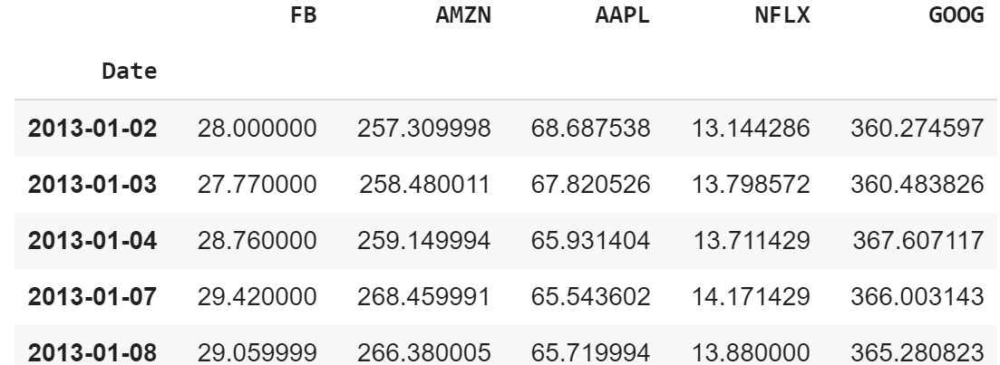 FB AMZN AAPL NFLX GOOG
Date
2013-01-02 28.000000 257.309998 68.687538 13.144286 360.274597
2013-01-03 27.770000 258.480011 67.820526 13.798572 360.483826
2013-01-04 28.760000 259.149994 65.931404 13.711429 367.607117
2013-01-07 29.420000 268.459991 65.543602 14.171429 366.003143
2013-01-08 29.059999 266.380005 65.719994 13.880000 365.280823